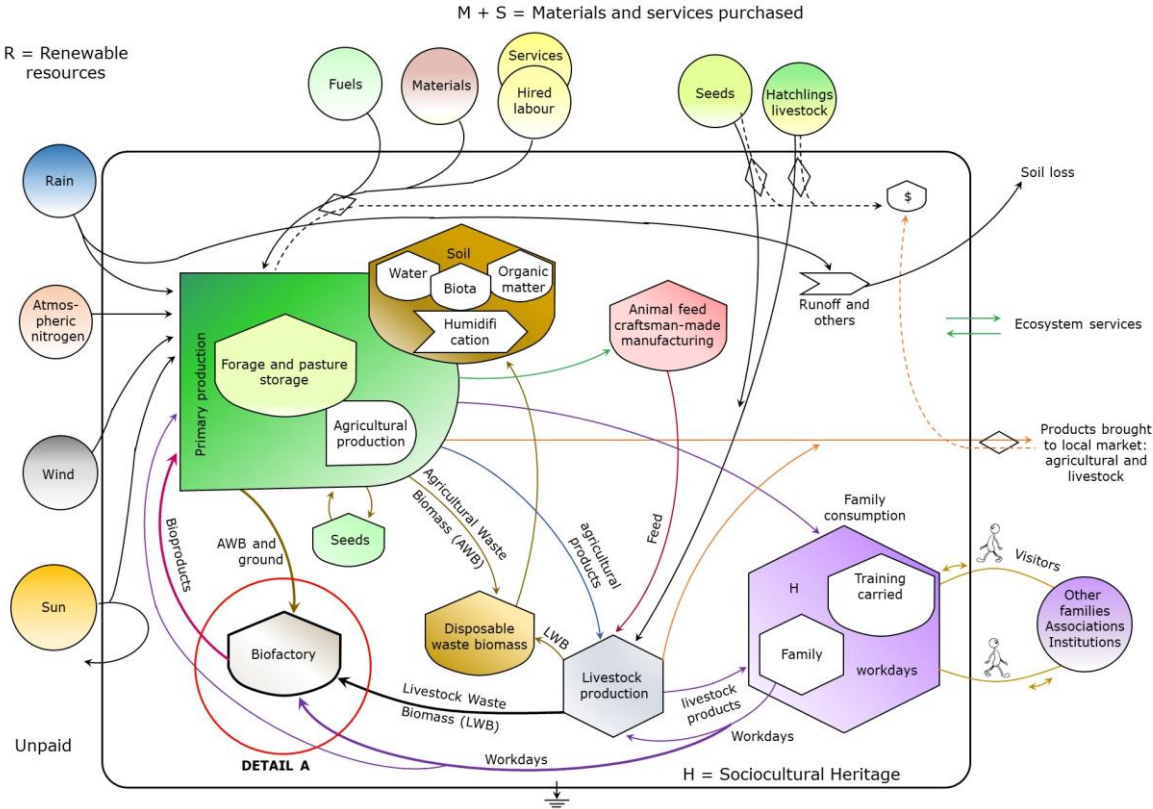 M + S = Materials and services purchased
R = Renewable
resources
Fuels
Materials
Services
Hired
labour
Seeds
Hatchlings
livestock
Rain
Soil loss
$
Soil
Water
Biota
Organic
matter
Humidifi
cation
Runoff and
others
Atmos-
pheric
nitrogen
Animal feed
craftsman-made
manufacturing
Ecosystem services
Primary production
Forage and pasture
storage
Agricultural
production
Products brought
to local market:
agricultural and
livestock
Wind
Agricultural Waste
Biomass (AWB)
Seeds
Bioproducts
AWB and
ground
agricultural
products
Feed
Family
consumption
Visitors
H
Training
carried
Sun
Other
families
Associations
Institutions
Disposable
waste biomass
LWB
Biofactory
Family
workdays
Livestock
production
Livestock Waste
Biomass (LWB)
livestock
products
Workdays
Unpaid
Workdays
DETAIL A
H = Sociocultural Heritage